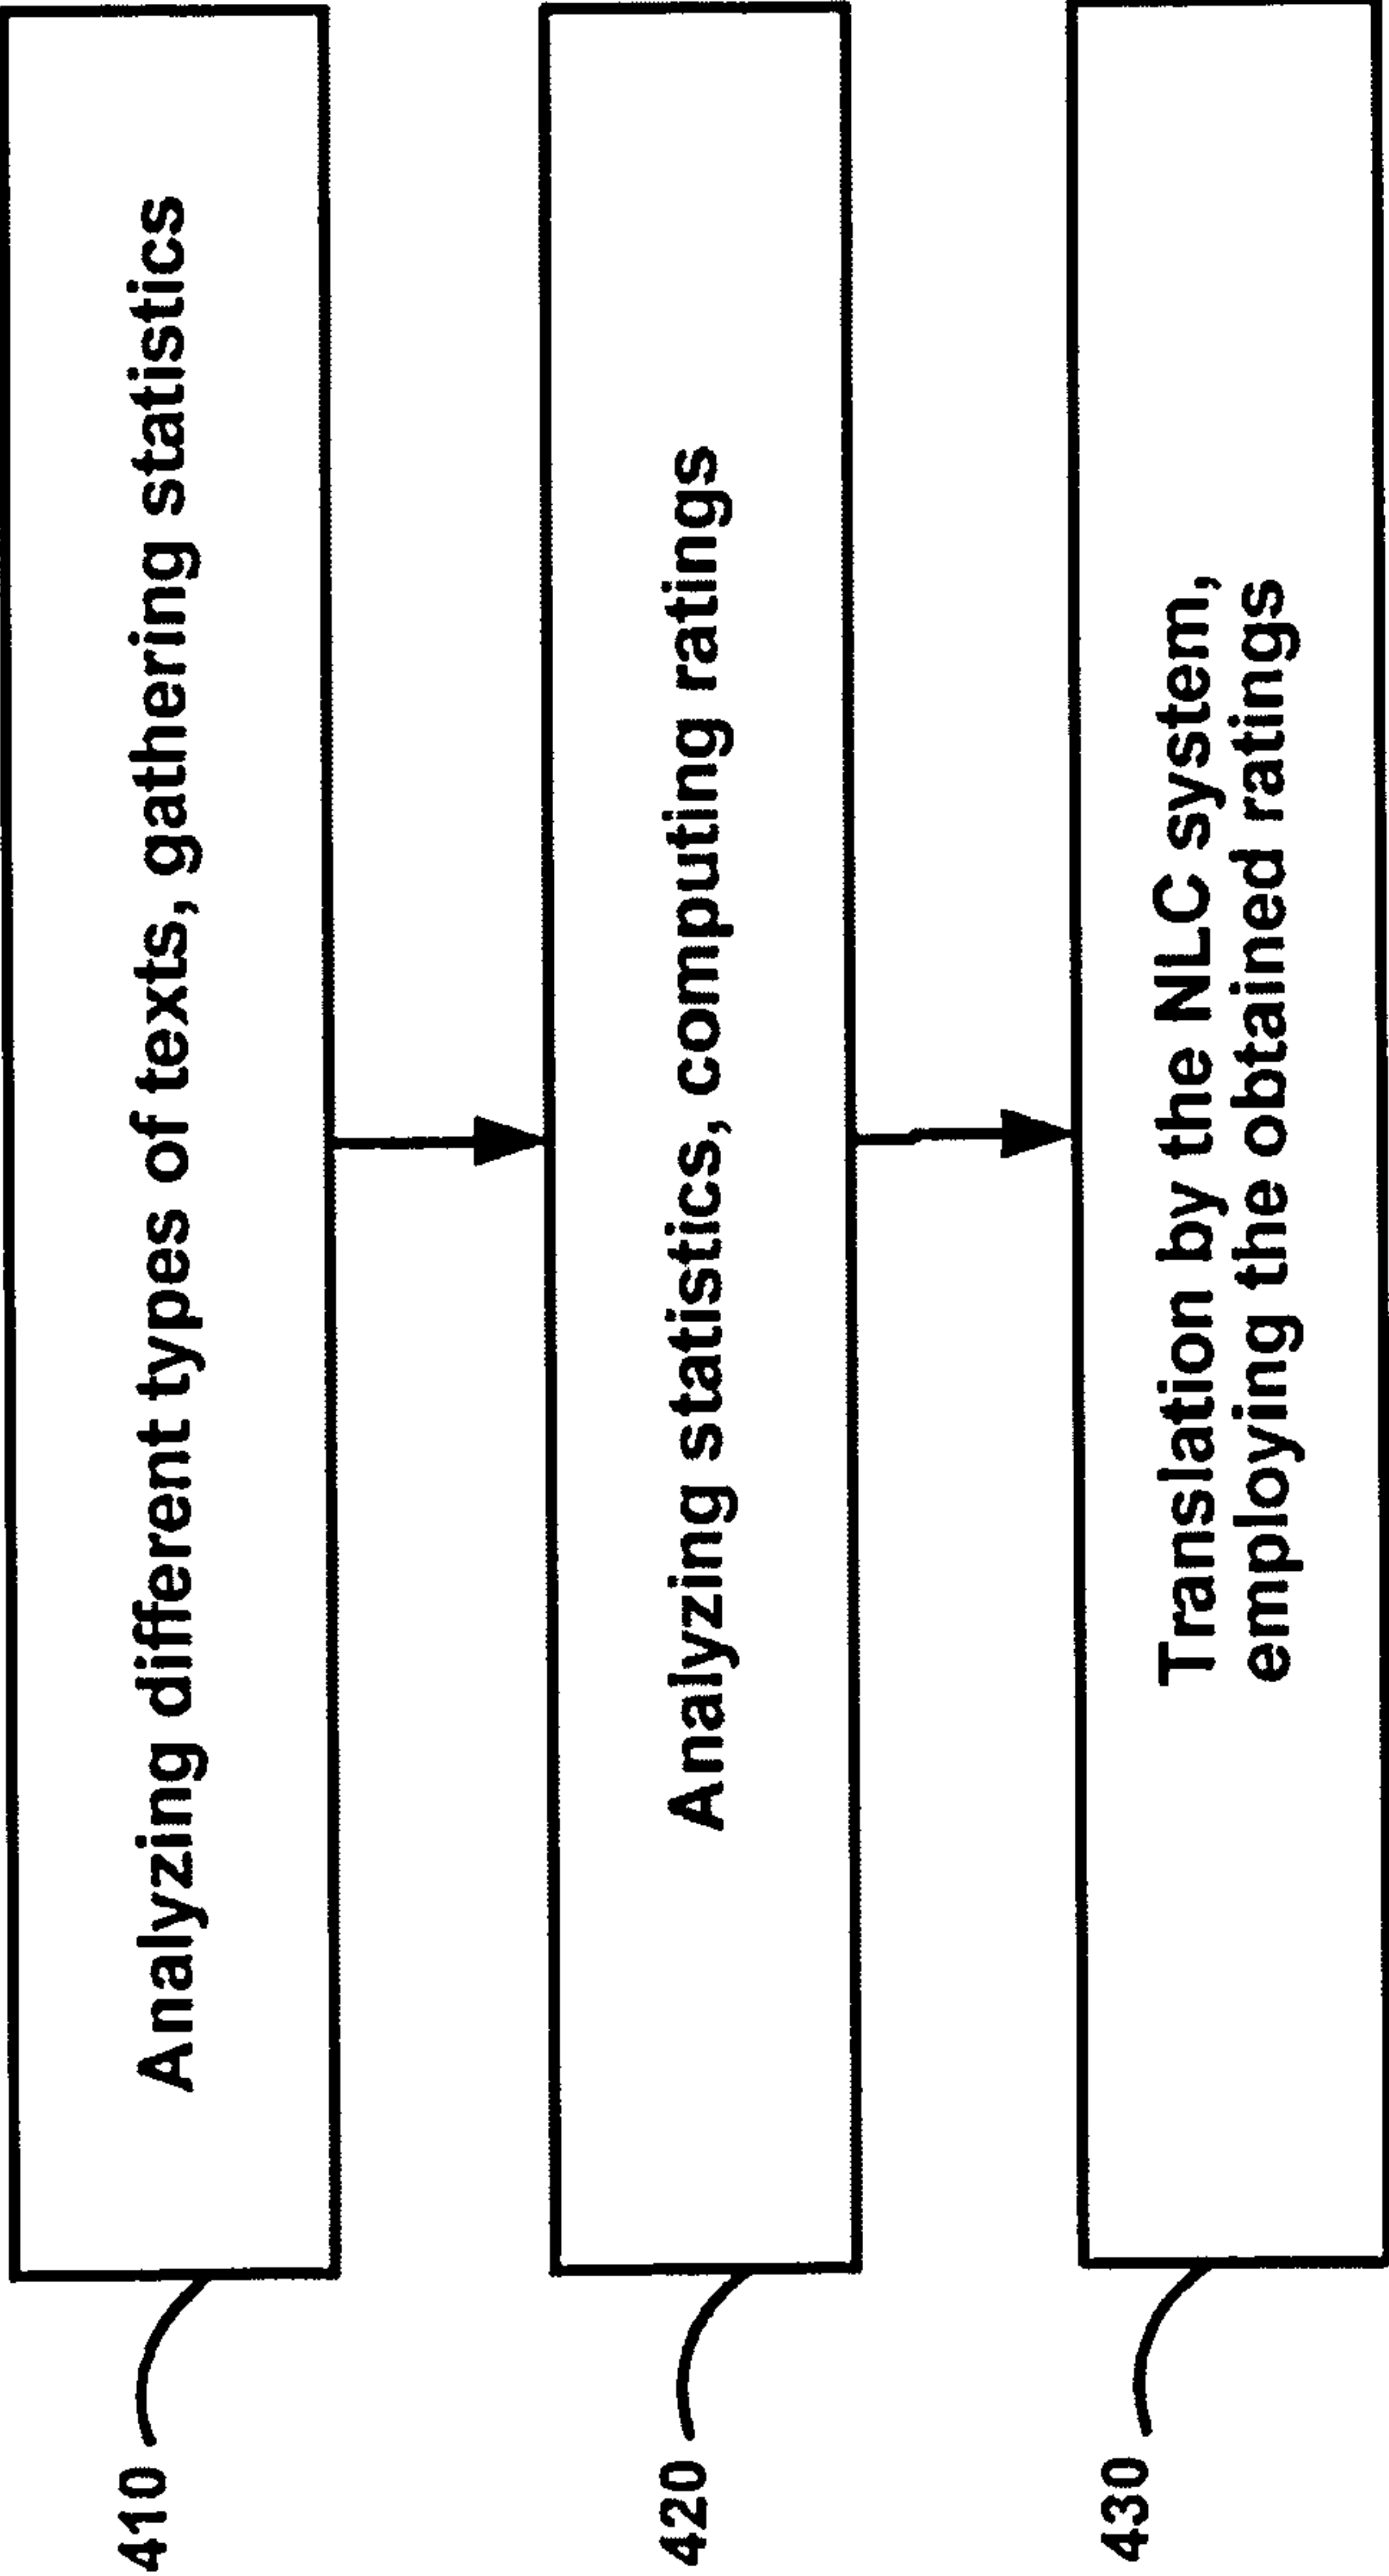 410
Analyzing different types of texts, gathering statistics
420
Analyzing statistics, computing ratings
430
Translation by the NLC system,
employing the obtained ratings